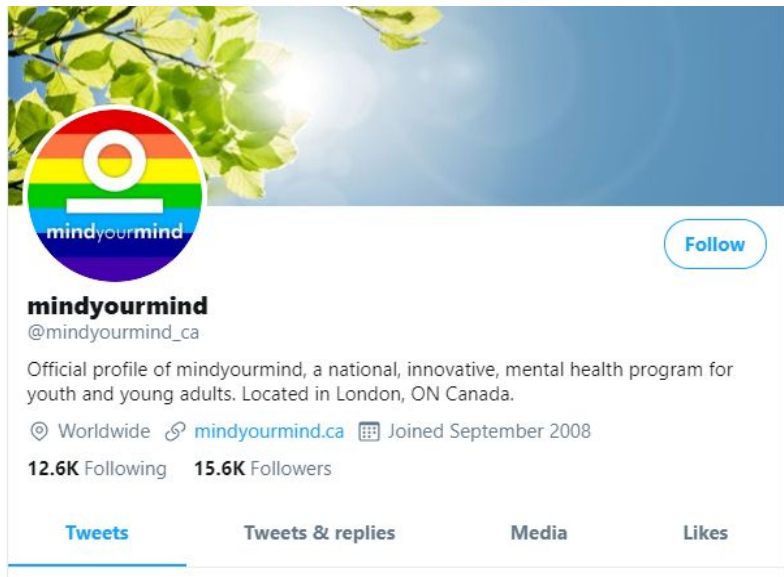 mindyourmind
Follow
mindyourmind
@mindyourmind_ca
Official profile of mindyourmind, a national, innovative, mental health program for
youth and young adults. Located in London, ON Canada.
Worldwide mindyourmind.ca Joined September 2008
12.6K Following 15.6K Followers
Tweets Tweets & replies Media Likes